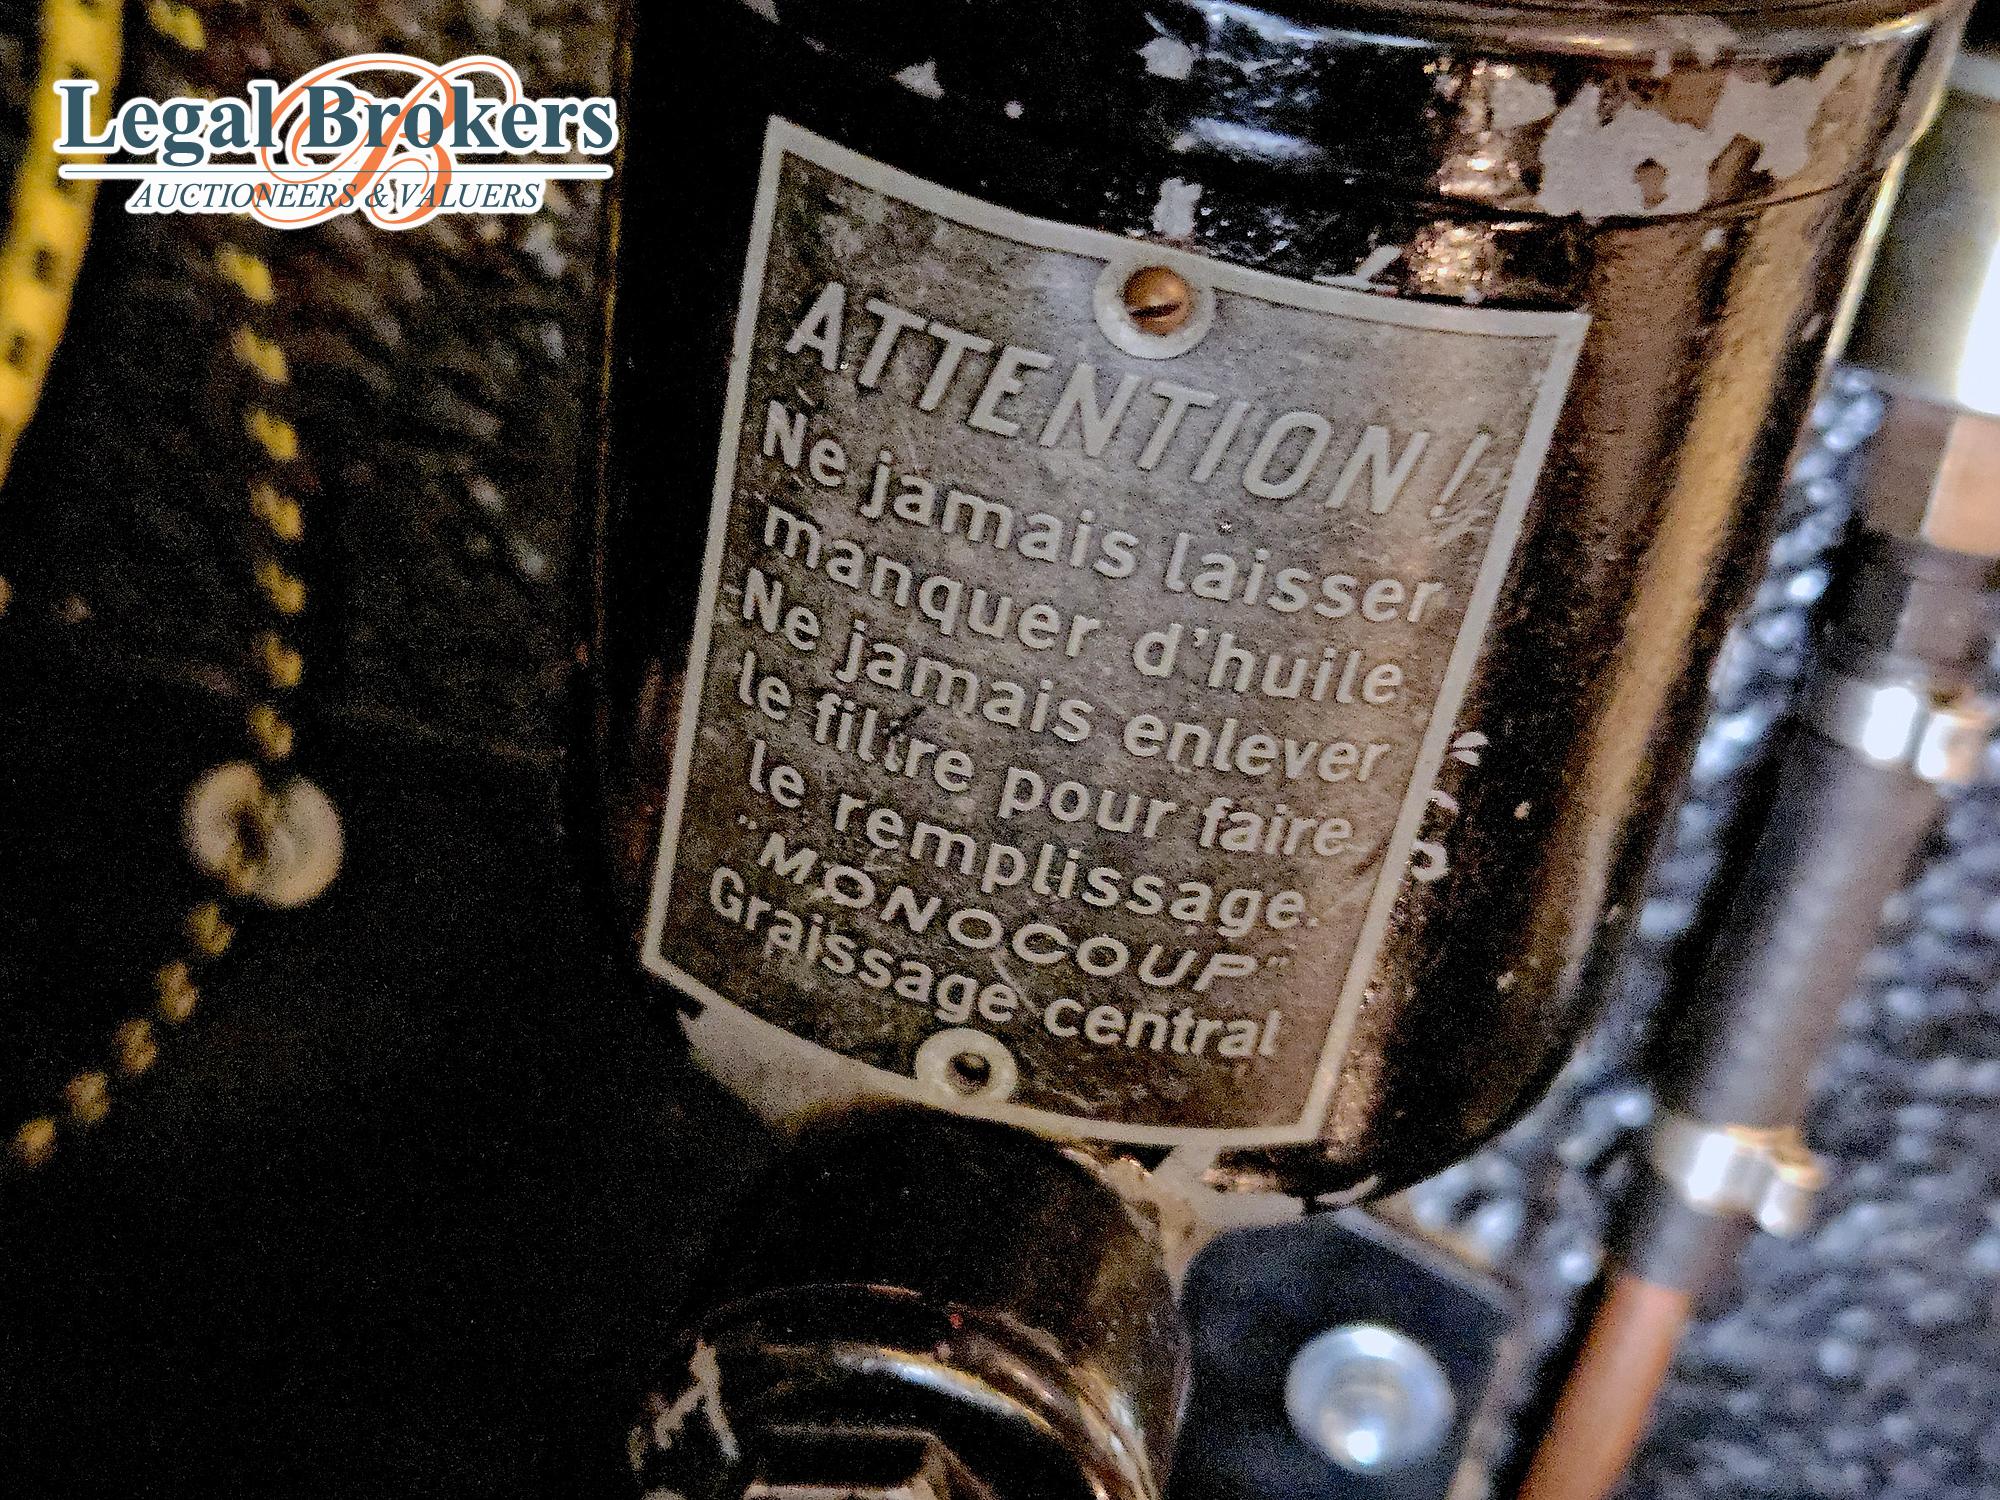 Legal Brokers
AUCTIONEERS & VALUERS
ATTENTION!
Ne jamais laisser
manquer d'huile
Ne jamais enlever
le filtre pour faire
le remplissage.
"MONOCOUP"
Graissage central